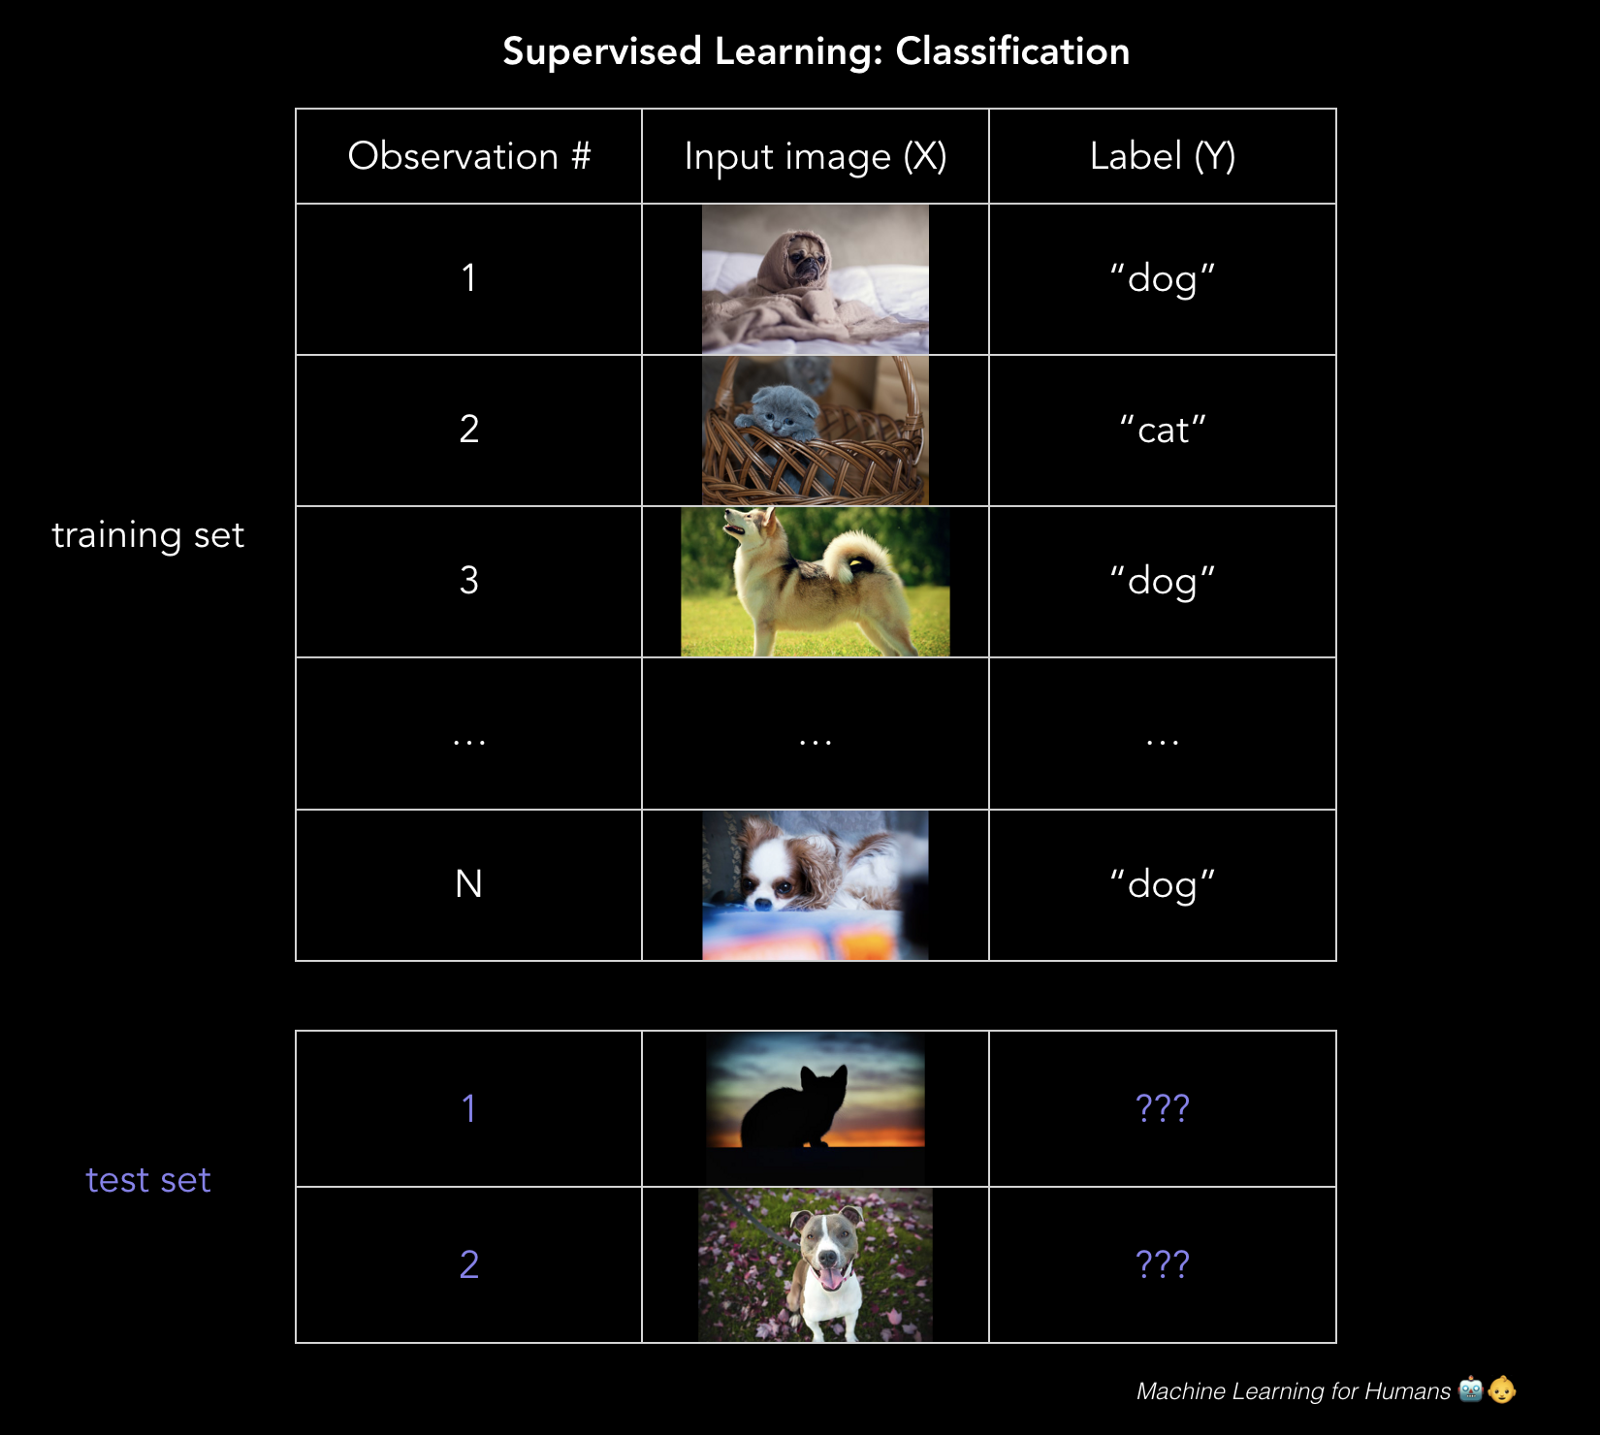 Supervised Learning: Classification
Observation # Input image (X) Label (Y)
1 “dog”
2 “cat”
training set
3 “dog”
... ... ...
N “dog”
1 ???
test set
2 ???
Machine Learning for Humans 🤖👶